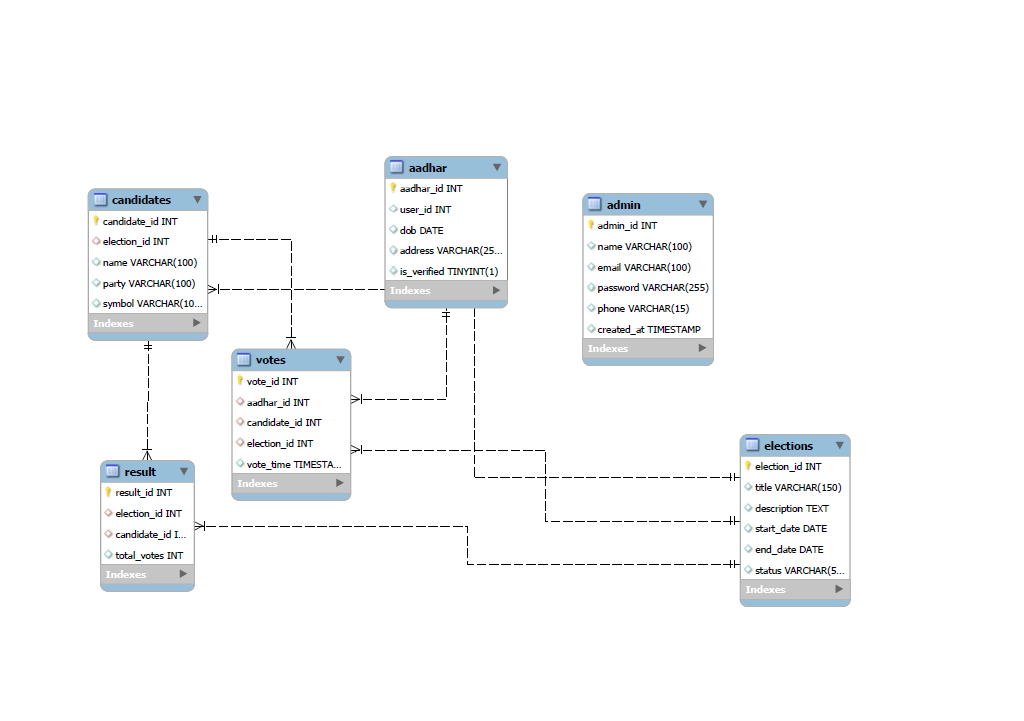 candidates
candidate_id INT
election_id INT
name VARCHAR(100)
party VARCHAR(100)
symbol VARCHAR(10...
Indexes
aadhar
aadhar_id INT
user_id INT
dob DATE
address VARCHAR(25...
is_verified TINYINT(1)
Indexes
admin
admin_id INT
name VARCHAR(100)
email VARCHAR(100)
password VARCHAR(255)
phone VARCHAR(15)
created_at TIMESTAMP
Indexes
votes
vote_id INT
aadhar_id INT
candidate_id INT
election_id INT
vote_time TIMESTA...
Indexes
result
result_id INT
election_id INT
candidate_id I...
total_votes INT
Indexes
elections
election_id INT
title VARCHAR(150)
description TEXT
start_date DATE
end_date DATE
status VARCHAR(5...
Indexes